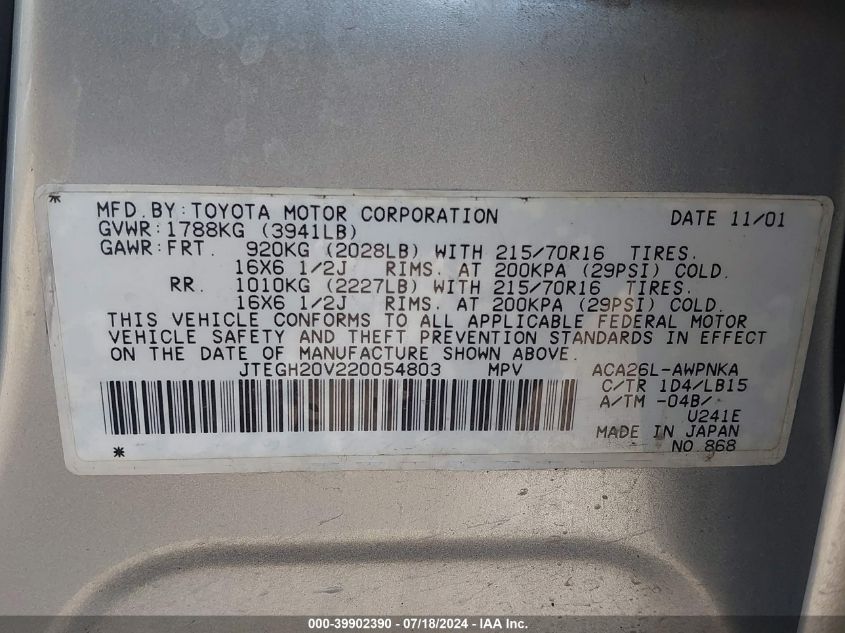 MFD.BY:TOYOTA MOTOR CORPORATION DATE 11/01
GVWR:1788KG (3941LB)
GAWR:FRT. 920KG (2028LB) WITH 215/70R16 TIRES.
16X6 1/2J RIMS. AT 200KPA (29PSI) COLD.
RR. 1010KG (2227LB) WITH 215/70R16 TIRES.
16X6 1/2J RIMS. AT 200KPA (29PSI) COLD.
THIS VEHICLE CONFORMS TO ALL APPLICABLE FEDERAL MOTOR
VEHICLE SAFETY AND THEFT PREVENTION STANDARDS IN EFFECT
ON THE DATE OF MANUFACTURE SHOWN ABOVE.
JTEGH20V220054803 MPV ACA26L-AWPNKA
C/TR 1D4/LB15
A/TM -04B/
U241E
MADE IN JAPAN
NO.868
000-39902390 - 07/18/2024 - IAA Inc.